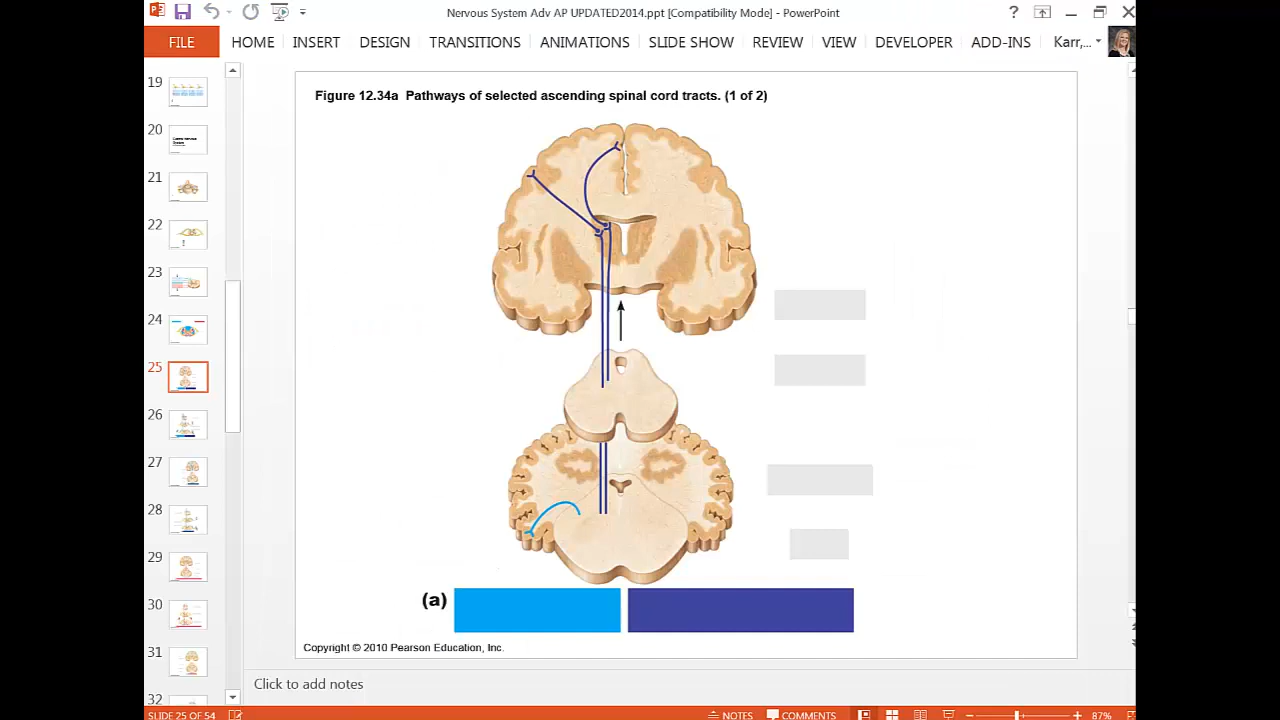 Nervous System Adv AP UPDATED2014.ppt [Compatibility Mode] - PowerPoint
?
FILE
HOME
INSERT
DESIGN
TRANSITIONS
ANIMATIONS
SLIDE SHOW
REVIEW
VIEW
DEVELOPER
ADD-INS
Karr,...
19
20
21
22
23
24
25
26
27
28
29
30
31
32
Figure 12.34a Pathways of selected ascending spinal cord tracts. (1 of 2)
(a)
Copyright © 2010 Pearson Education, Inc.
Click to add notes
SLIDE 25 OF 54
NOTES
COMMENTS
87%